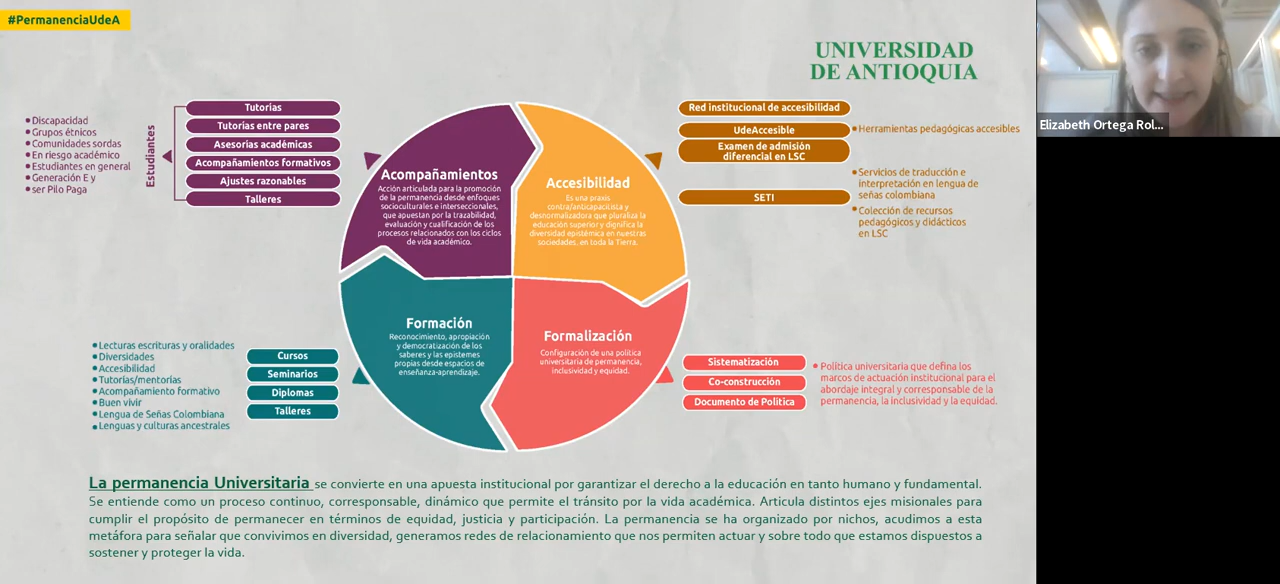 #PermanenciaUdeA
UNIVERSIDAD
DE ANTIOQUIA
Elizabeth Ortega Rol...
Discapacidad
Grupos étnicos
Comunidades sordas
En riesgo académico
Estudiantes en general
Generación E y
ser Pilo Paga
Estudiantes
Tutorias
Tutorías entre pares
Asesorías académicas
Acompañamientos formativos
Ajustes razonables
Talleres
Acompañamientos
Acción articulada para la promoción
de la permanencia desde enfoques
socioculturales e interseccionales,
que apuestan por la trazabilidad,
evaluación y cualificación de los
procesos relacionados con los ciclos
de vida académico.
Accesibilidad
Es una praxis
contra/anticapacitista y
desnormalizadora que pluraliza la
educación superior y dignifica la
diversidad epistémica en nuestras
sociedades, en toda la Tierra.
Red institucional de accesibilidad
UdeAccesible
Herramientas pedagógicas accesibles
Examen de admisión
diferencial en LSC
SETI
Servicios de traducción e
interpretación en lengua de
señas colombiana
Colección de recursos
pedagógicos y didácticos
en LSC
Lecturas escrituras y oralidades
Diversidades
Accesibilidad
Tutorías/mentorías
Acompañamiento formativo
Buen vivir
Lengua de Señas Colombiana
Lenguas y culturas ancestrales
Cursos
Seminarios
Diplomas
Talleres
Formación
Reconocimiento, apropiación
y democratización de los
saberes y las epistemes
propias desde espacios de
enseñanza-aprendizaje.
Formalización
Configuración de una política
universitaria de permanencia,
inclusividad y equidad.
Sistematización
Co-construcción
Documento de Política
Política universitaria que defina los
marcos de actuación institucional para el
abordaje integral y corresponsable de la
permanencia, la inclusividad y la equidad.
La permanencia Universitaria se convierte en una apuesta institucional por garantizar el derecho a la educación en tanto humano y fundamental.
Se entiende como un proceso continuo, corresponsable, dinámico que permite el tránsito por la vida académica. Articula distintos ejes misionales para
cumplir el propósito de permanecer en términos de equidad, justicia y participación. La permanencia se ha organizado por nichos, acudimos a esta
metáfora para señalar que convivimos en diversidad, generamos redes de relacionamiento que nos permiten actuar y sobre todo que estamos dispuestos a
sostener y proteger la vida.